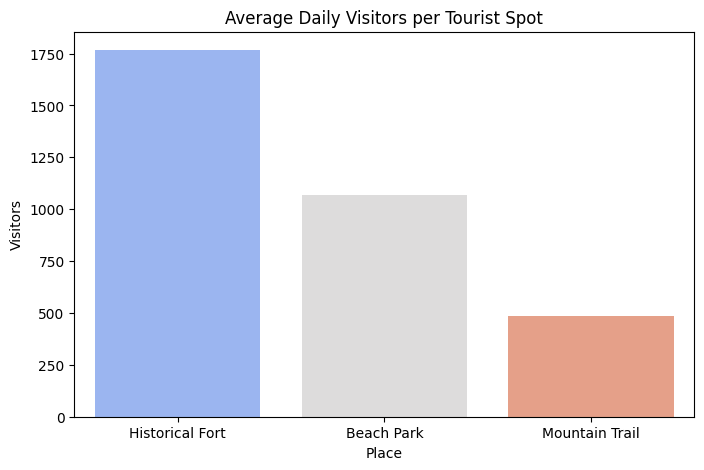 Average Daily Visitors per Tourist Spot
Visitors
1750
1500
1250
1000
750
500
250
0
Historical Fort
Beach Park
Mountain Trail
Place